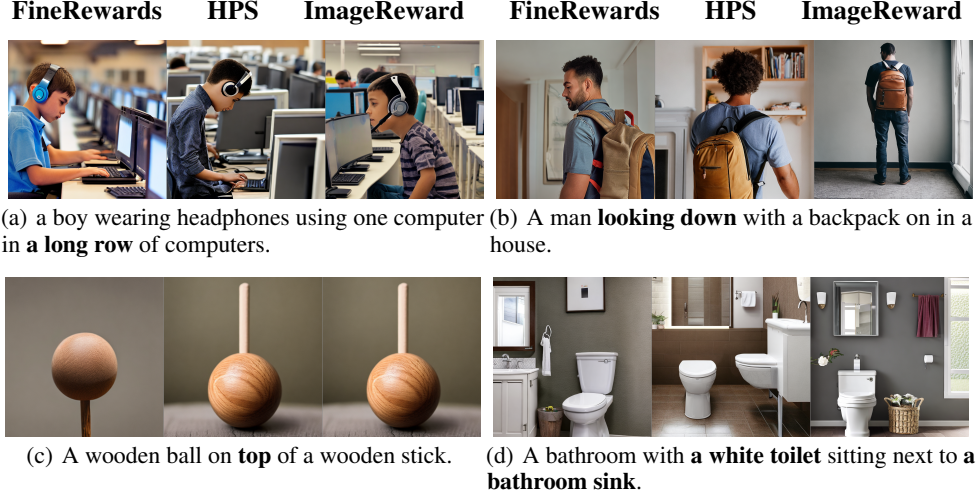 FineRewards HPS ImageReward FineRewards HPS ImageReward
(a) a boy wearing headphones using one computer
in a long row of computers.
(b) A man looking down with a backpack on in a
house.
(c) A wooden ball on top of a wooden stick.
(d) A bathroom with a white toilet sitting next to a
bathroom sink.